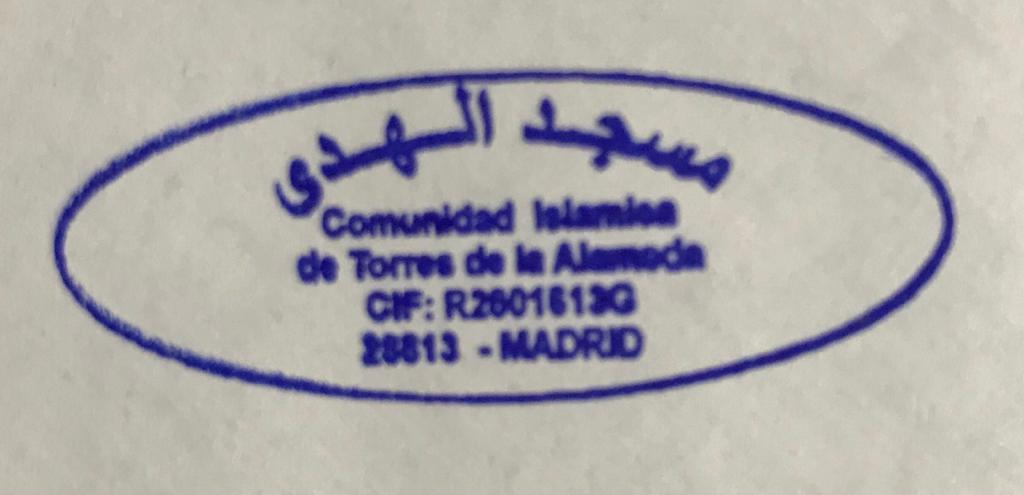 مسجد الهدى
Comunidad Islamica
de Torres de la Alameda
CIF: R2801613G
28813 - MADRID